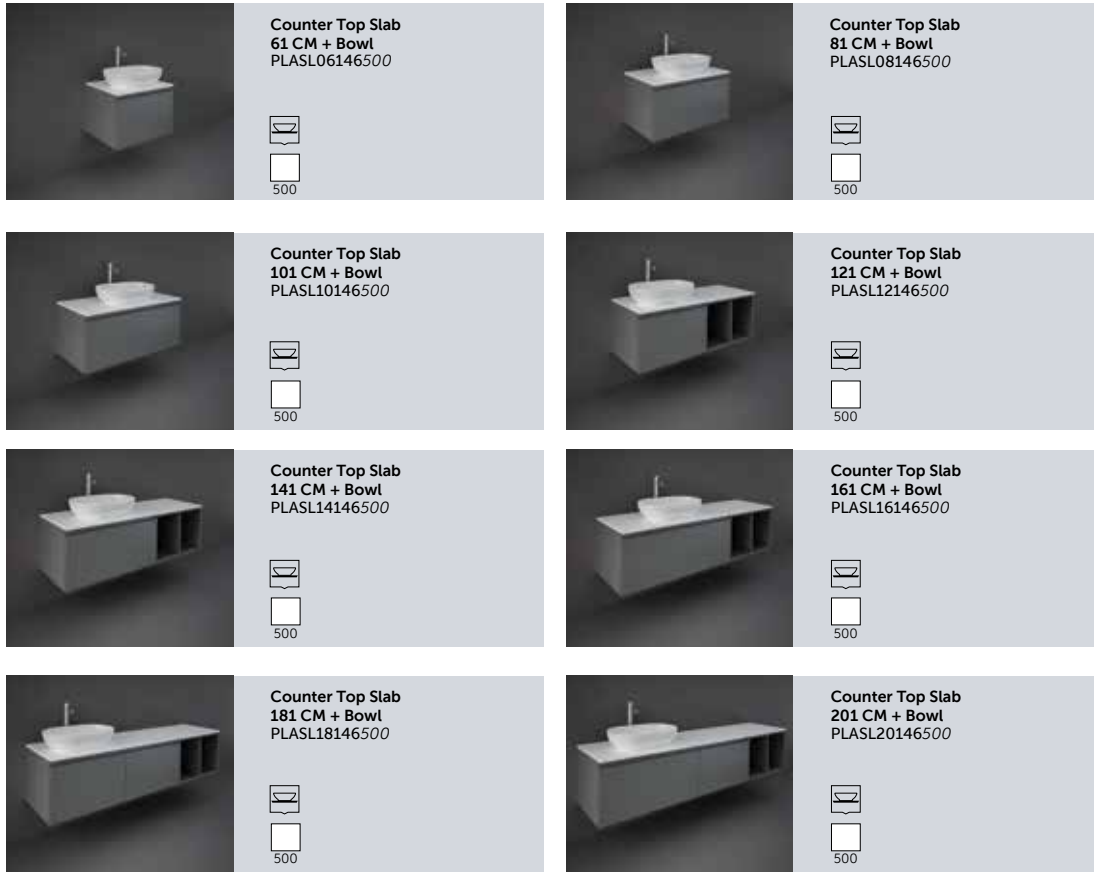 Counter Top Slab
61 CM + Bowl
PLASL06146500
500
Counter Top Slab
81 CM + Bowl
PLASL08146500
500
Counter Top Slab
101 CM + Bowl
PLASL10146500
500
Counter Top Slab
121 CM + Bowl
PLASL12146500
500
Counter Top Slab
141 CM + Bowl
PLASL14146500
500
Counter Top Slab
161 CM + Bowl
PLASL16146500
500
Counter Top Slab
181 CM + Bowl
PLASL18146500
500
Counter Top Slab
201 CM + Bowl
PLASL20146500
500